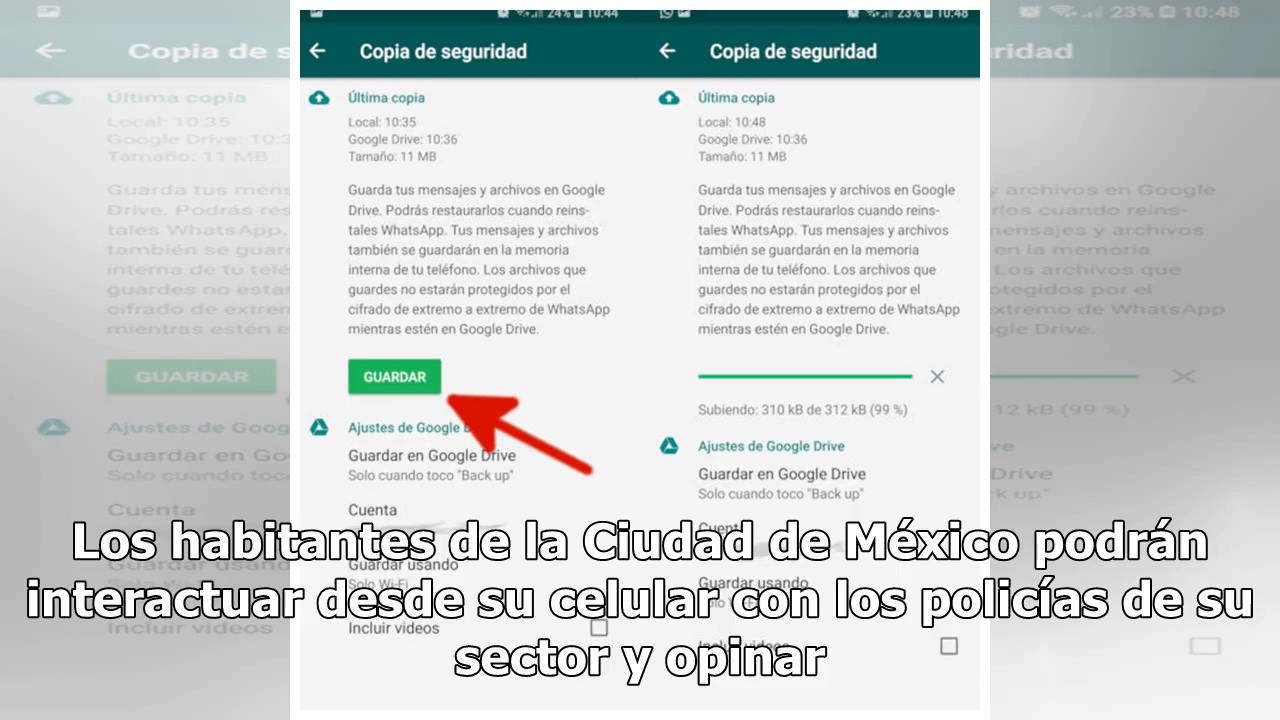 24% 10:44
Copia de seguridad
Última copia
Local: 10:35
Google Drive: 10:36
Tamaño: 11 MB
Guarda tus mensajes y archivos en Google
Drive. Podrás restaurarlos cuando reins-
tales WhatsApp. Tus mensajes y archivos
también se guardarán en la memoria
interna de tu teléfono. Los archivos que
guardes no estarán protegidos por el
cifrado de extremo a extremo de WhatsApp
mientras estén en Google Drive.
GUARDAR
Ajustes de Google
Guardar en Google Drive
Solo cuando toco "Back up"
Cuenta
Guardar usando
Solo Wi-Fi
Incluir videos
23% 10:48
Copia de seguridad
Última copia
Local: 10:48
Google Drive: 10:36
Tamaño: 11 MB
Guarda tus mensajes y archivos en Google
Drive. Podrás restaurarlos cuando reins-
tales WhatsApp. Tus mensajes y archivos
también se guardarán en la memoria
interna de tu teléfono. Los archivos que
guardes no estarán protegidos por el
cifrado de extremo a extremo de WhatsApp
mientras estén en Google Drive.
Subiendo: 310 kB de 312 kB (99 %)
Ajustes de Google Drive
Guardar en Google Drive
Solo cuando toco "Back up"
Guardar usando
Los habitantes de la Ciudad de México podrán
interactuar desde su celular con los policías de su
sector y opinar